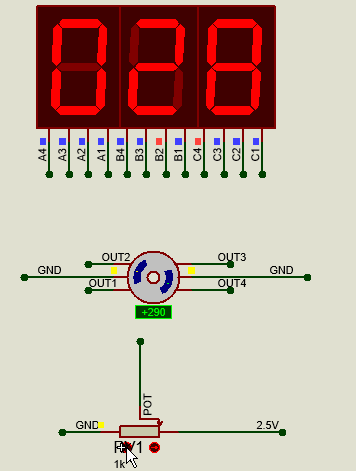 028
A4 A3 A2 A1 B4 B3 B2 B1 C4 C3 C2 C1
OUT2 OUT3
GND GND
OUT1 OUT4
+290
POT
GND 2.5V
RV1
1k